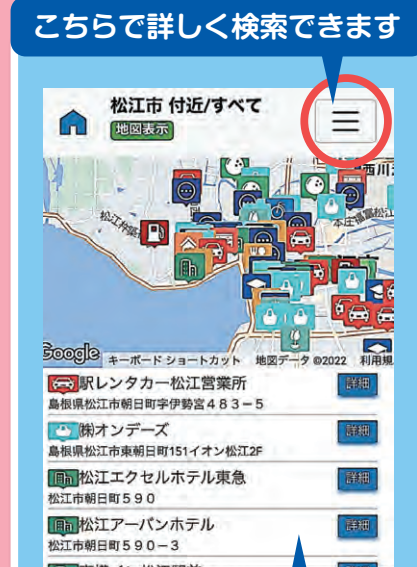 こちらで詳しく検索できます
松江市 付近/すべて
地図表示
Google
キーボード ショートカット 地図データ ©2022 利用規
駅レンタカー松江営業所
詳細
島根県松江市朝日町字伊勢宮483-5
㈱オンデーズ
詳細
島根県松江市東朝日町151イオン松江2F
松江エクセルホテル東急
詳細
松江市朝日町590
松江アーバンホテル
詳細
松江市朝日町590-3